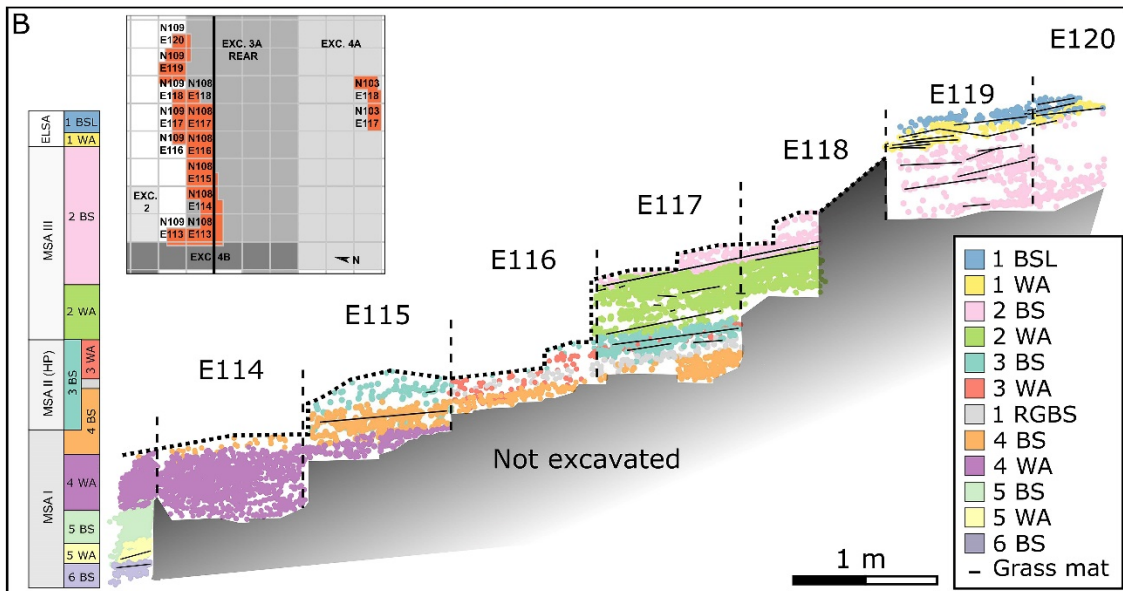 B
N109
E120
N109
E119
N109 N108
E118 E118
N109 N108
E117 E117
N109 N108
E116 E116
N108
E115
N108
E114
N109 N108
E113 E113
EXC. 3A
REAR
EXC. 4A
N103
E118
N103
E117
EXC.
2
EXC. 4B
N
E120
E119
E118
E117
E116
E115
E114
ELSA
MSA III
MSA II (HP)
MSA I
1 BSL
1 WA
2 BS
2 WA
3 BS
3 WA
4 BS
4 WA
5 BS
5 WA
6 BS
Not excavated
1 m
1 BSL
1 WA
2 BS
2 WA
3 BS
3 WA
1 RGBS
4 BS
4 WA
5 BS
5 WA
6 BS
Grass mat